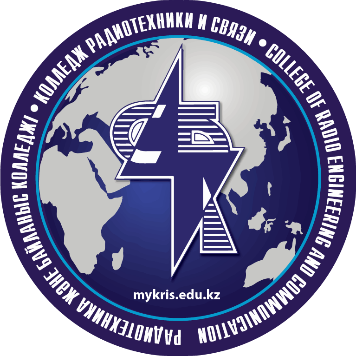 КОЛЛЕДЖ РАДИОТЕХНИКИ И СВЯЗИ •
COLLEGE OF RADIO ENGINEERING AND COMMUNICATION
РАДИОТЕХНИКА ЖӘНЕ БАЙЛАНЫС КОЛЛЕДЖІ •
mykris.edu.kz